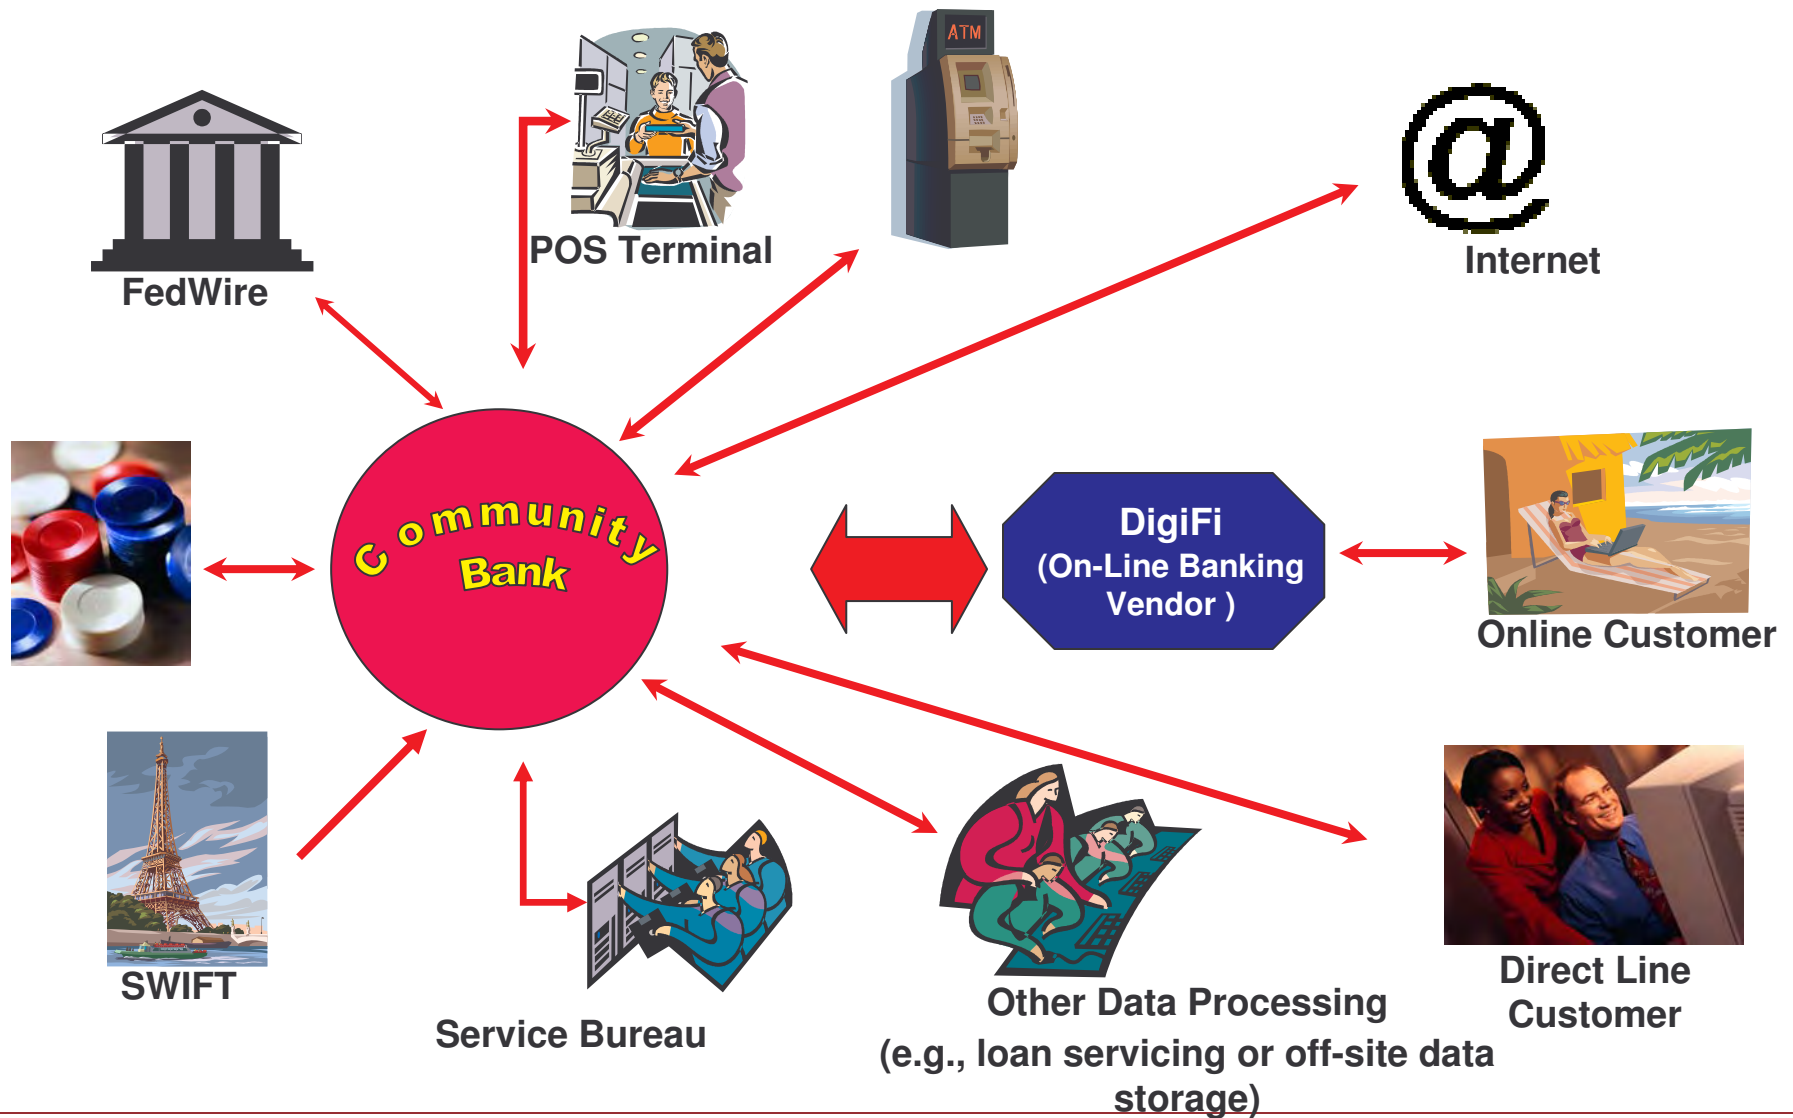 ATM
POS Terminal
Internet
FedWire
Community
Bank
DigiFi
(On-Line Banking
Vendor )
Online Customer
SWIFT
Service Bureau
Other Data Processing
(e.g., loan servicing or off-site data
storage)
Direct Line
Customer